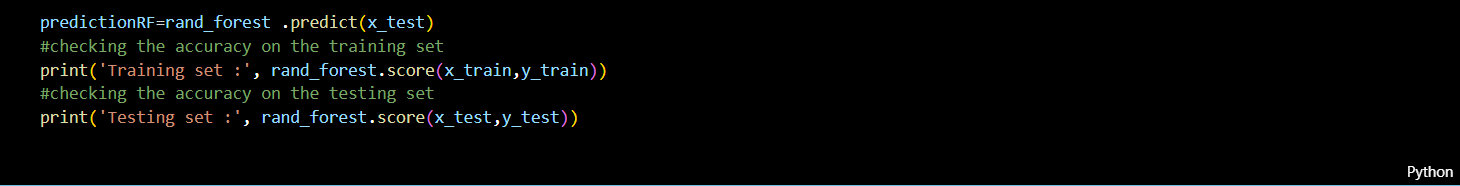 predictionRF=rand_forest .predict(x_test)
#checking the accuracy on the training set
print('Training set :', rand_forest.score(x_train,y_train))
#checking the accuracy on the testing set
print('Testing set :', rand_forest.score(x_test,y_test))
Python